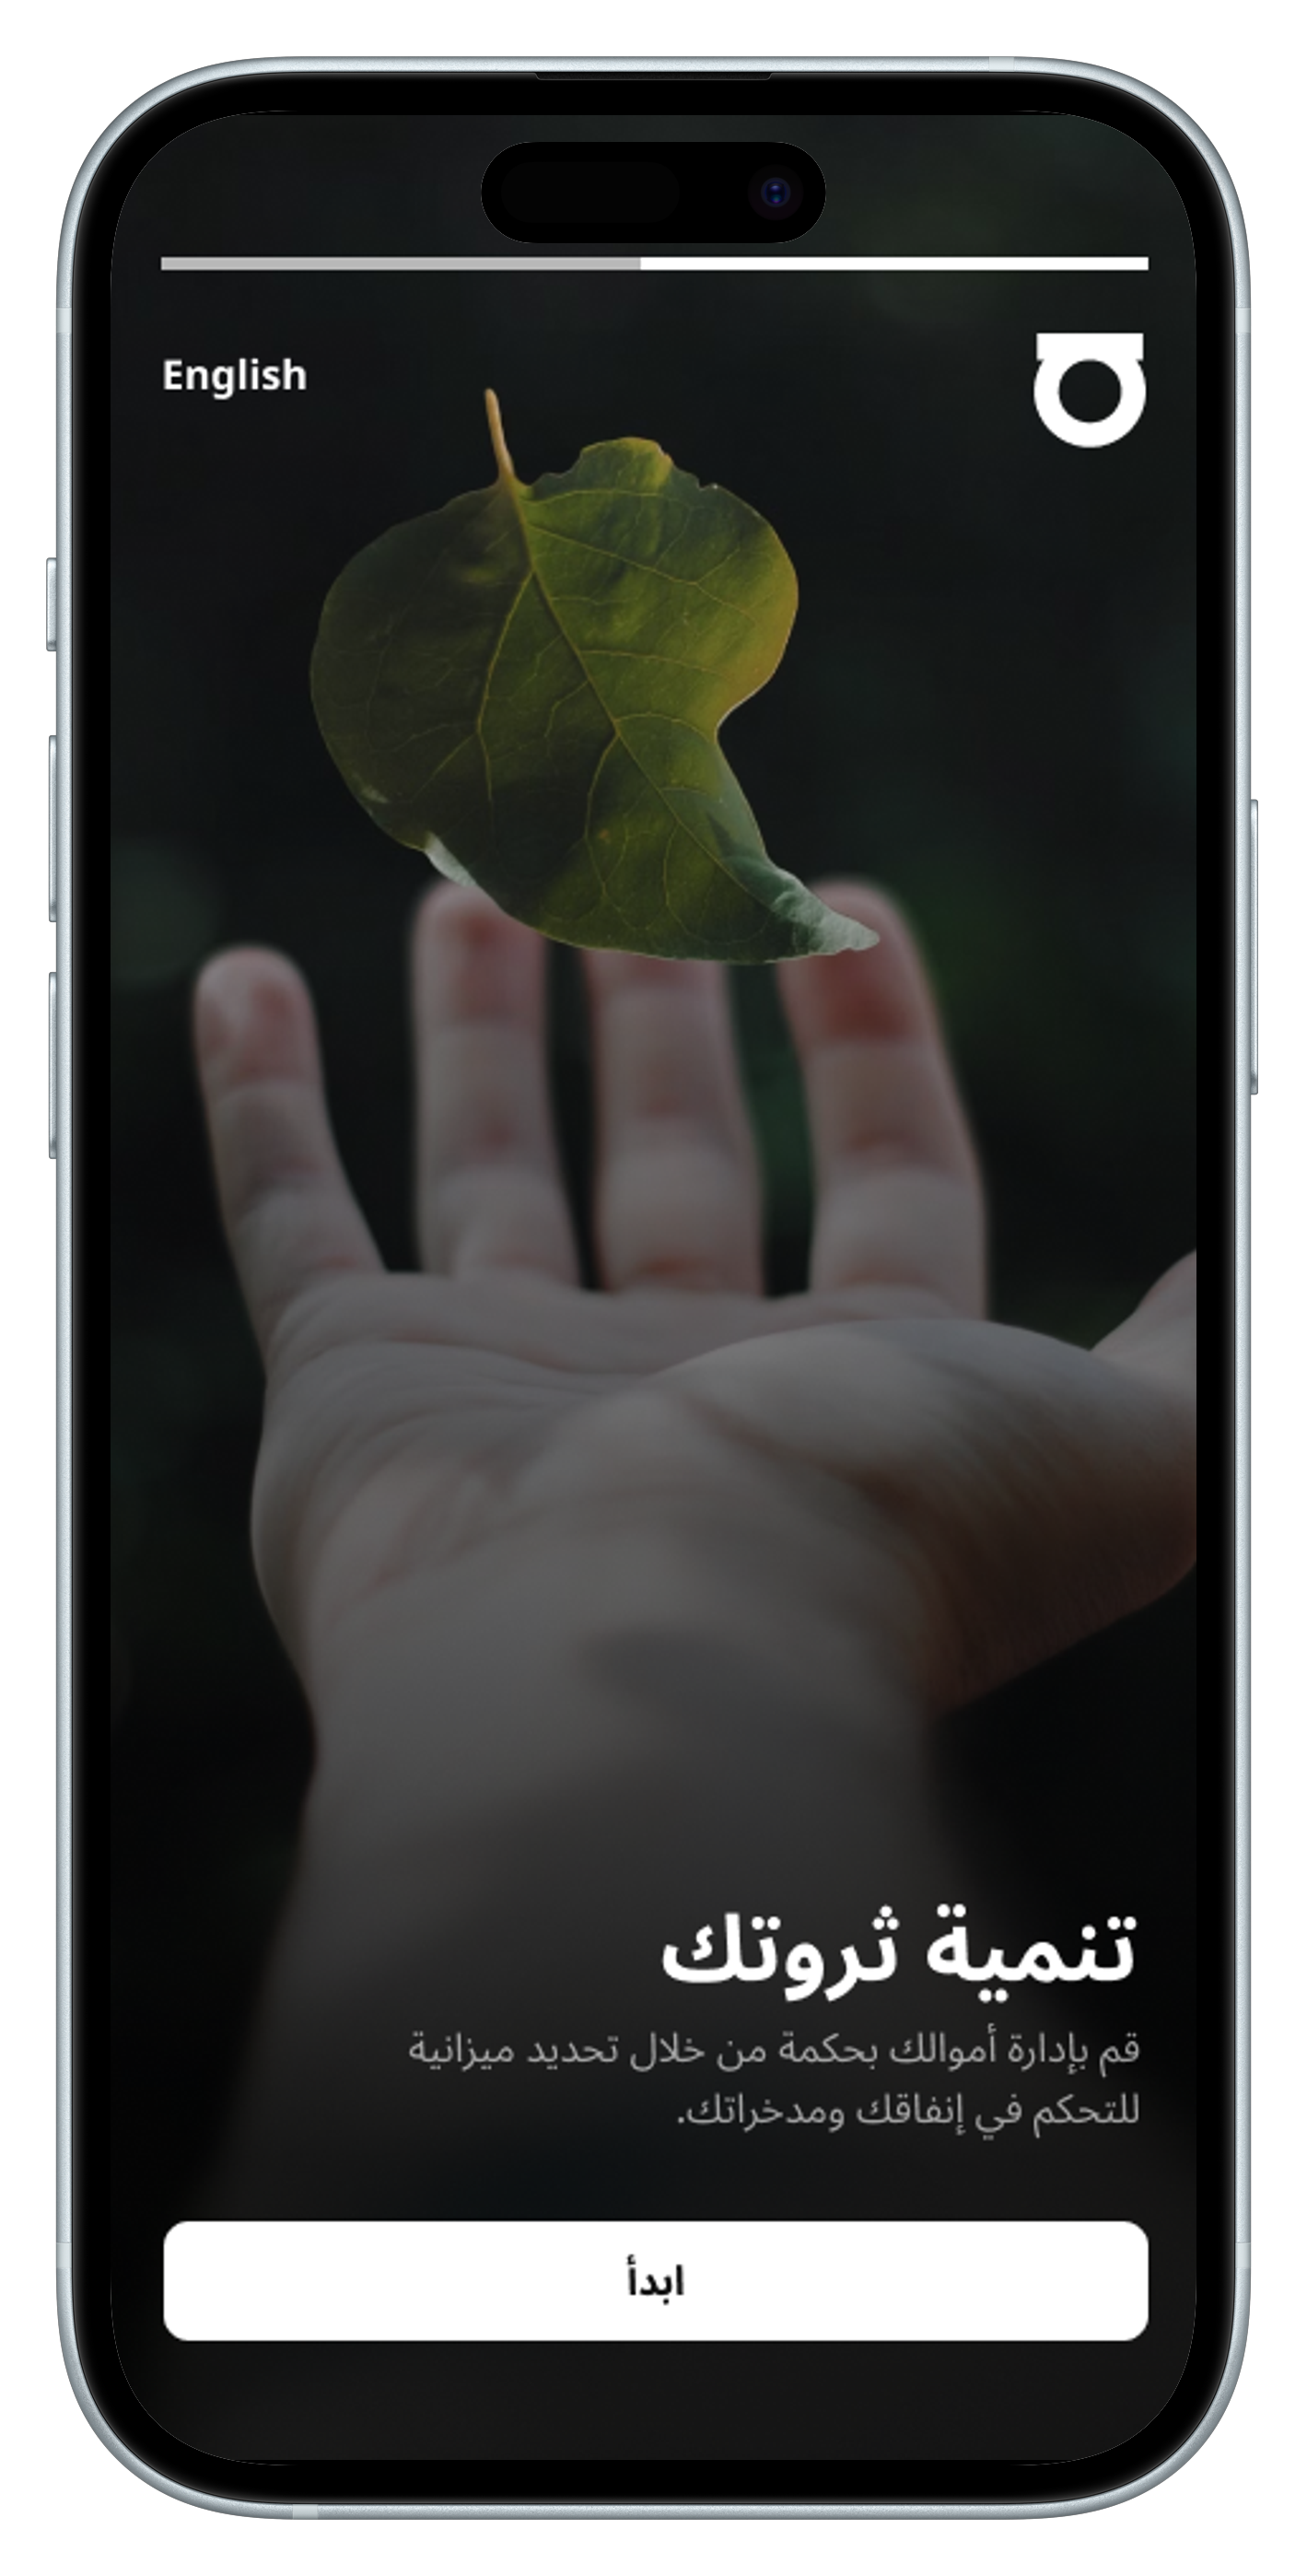 English
تنمية ثروتك
قم بإدارة أموالك بحكمة من خلال تحديد ميزانية
للتحكم في إنفاقك ومدخراتك.
ابدأ